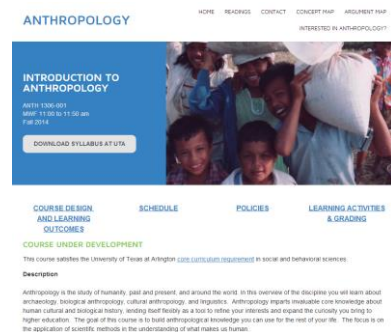 ANTHROPOLOGY
HOME READINGS CONTACT CONCEPT MAP ARGUMENT MAP
INTERESTED IN ANTHROPOLOGY?
INTRODUCTION TO
ANTHROPOLOGY
ANTH 1306-001
MWF 11:00 to 11:50 am
Fall 2014
DOWNLOAD SYLLABUS AT UTA
COURSE DESIGN
AND LEARNING
OUTCOMES
SCHEDULE
POLICIES
LEARNING ACTIVITIES
& GRADING
COURSE UNDER DEVELOPMENT
This course satisfies the University of Texas at Arlington core curriculum requirement in social and behavioral sciences.
Description
Anthropology is the study of humanity, past and present, and around the world. In this overview of the discipline you will learn about
archaeology, biological anthropology, cultural anthropology, and linguistics. Anthropology imparts invaluable core knowledge about
human cultural and biological history, lending itself flexibly as a tool to refine your interests and expand the curiosity you bring to
higher education. The goal of this course is to build anthropological knowledge you can use for the rest of your life. The focus is on
the application of scientific methods in the understanding of what makes us human.